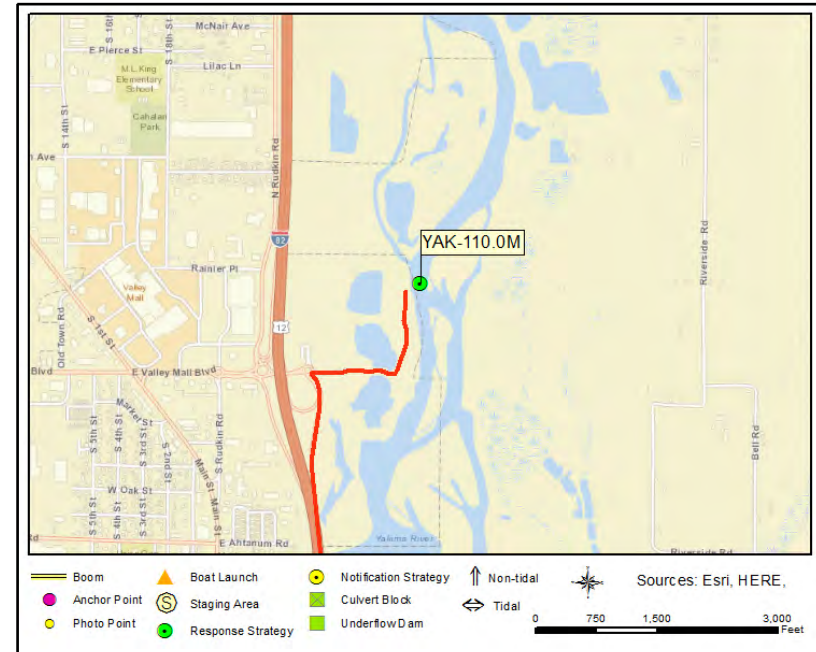 McNair Ave
S 16th St
S 18th St
E Pierce St
Lilac Ln
M.L.King
Elementary
School
Cahalan
Park
S 14th St
n Ave
N Rudkin Rd
82
YAK-110.0M
Riverside Rd
Rainier Pl
Valley
Mall
S 1st St
12
Old Town Rd
Blvd
E Valley Mall Blvd
Market St
S 5th St
S 4th St
S 3rd St
S 2nd St
S Rudkin Rd
Main St
Bell Rd
W Oak St
S 5th St
S 4th St
S 3rd St
Main St
Rd
E Ahtanum Rd
Yakima River
Riverside Rd
Boom
Boat Launch
Notification Strategy
Non-tidal
Sources: Esri, HERE,
Anchor Point
S
Staging Area
Culvert Block
Tidal
Photo Point
Response Strategy
Underflow Dam
0 750 1,500 3,000
Feet